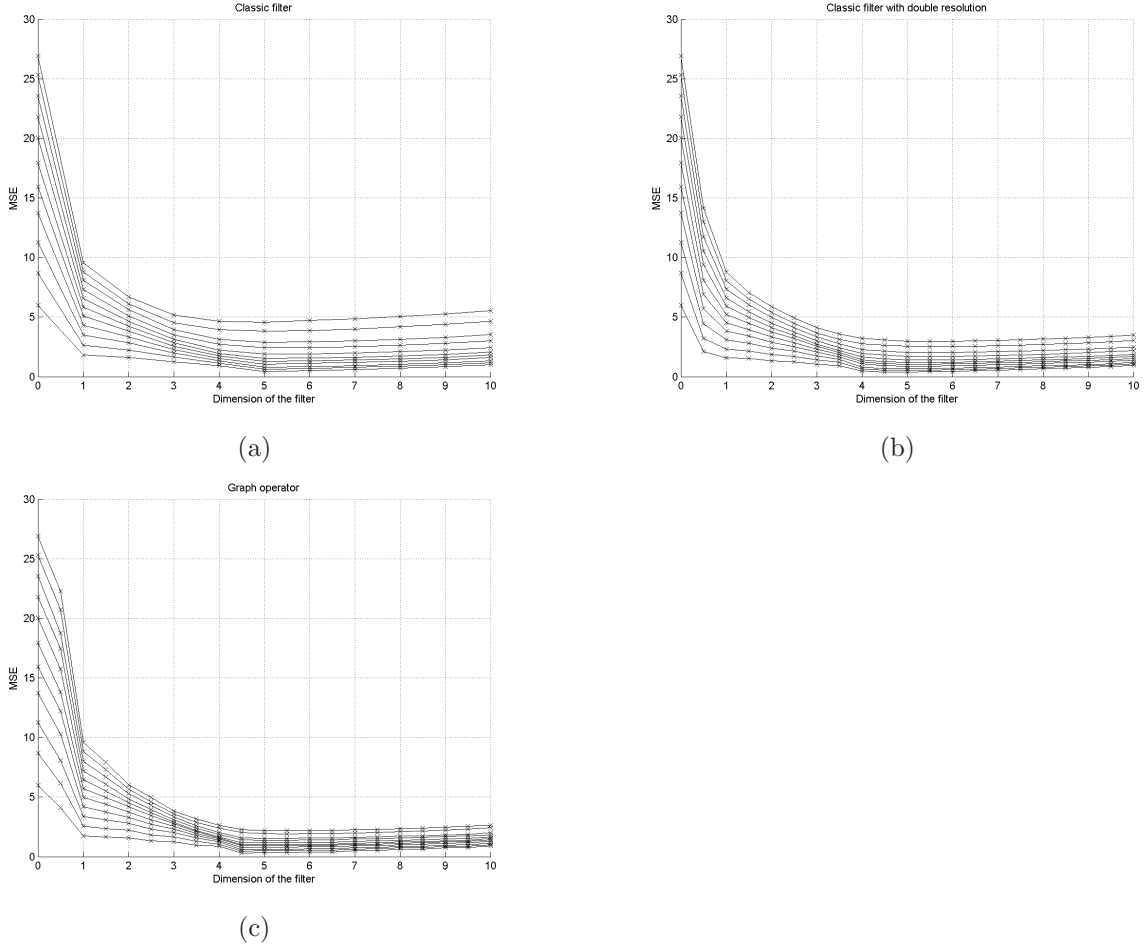 Classic filter
30
25
20
15
10
5
0
MSE
0 1 2 3 4 5 6 7 8 9 10
Dimension of the filter
(a)
Classic filter with double resolution
30
25
20
15
10
5
0
MSE
0 1 2 3 4 5 6 7 8 9 10
Dimension of the filter
(b)
Graph operator
30
25
20
15
10
5
0
MSE
0 1 2 3 4 5 6 7 8 9 10
Dimension of the filter
(c)